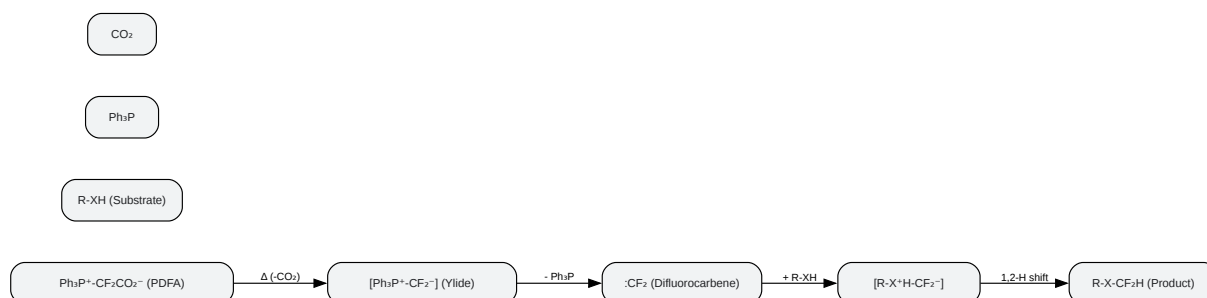 CO₂
Ph₃P
R-XH (Substrate)
Ph₃P⁺-CF₂CO₂⁻ (PDFA)
Δ (-CO₂)
[Ph₃P⁺-CF₂⁻] (Ylide)
- Ph₃P
:CF₂ (Difluorocarbene)
+ R-XH
[R-X⁺H-CF₂⁻]
1,2-H shift
R-X-CF₂H (Product)